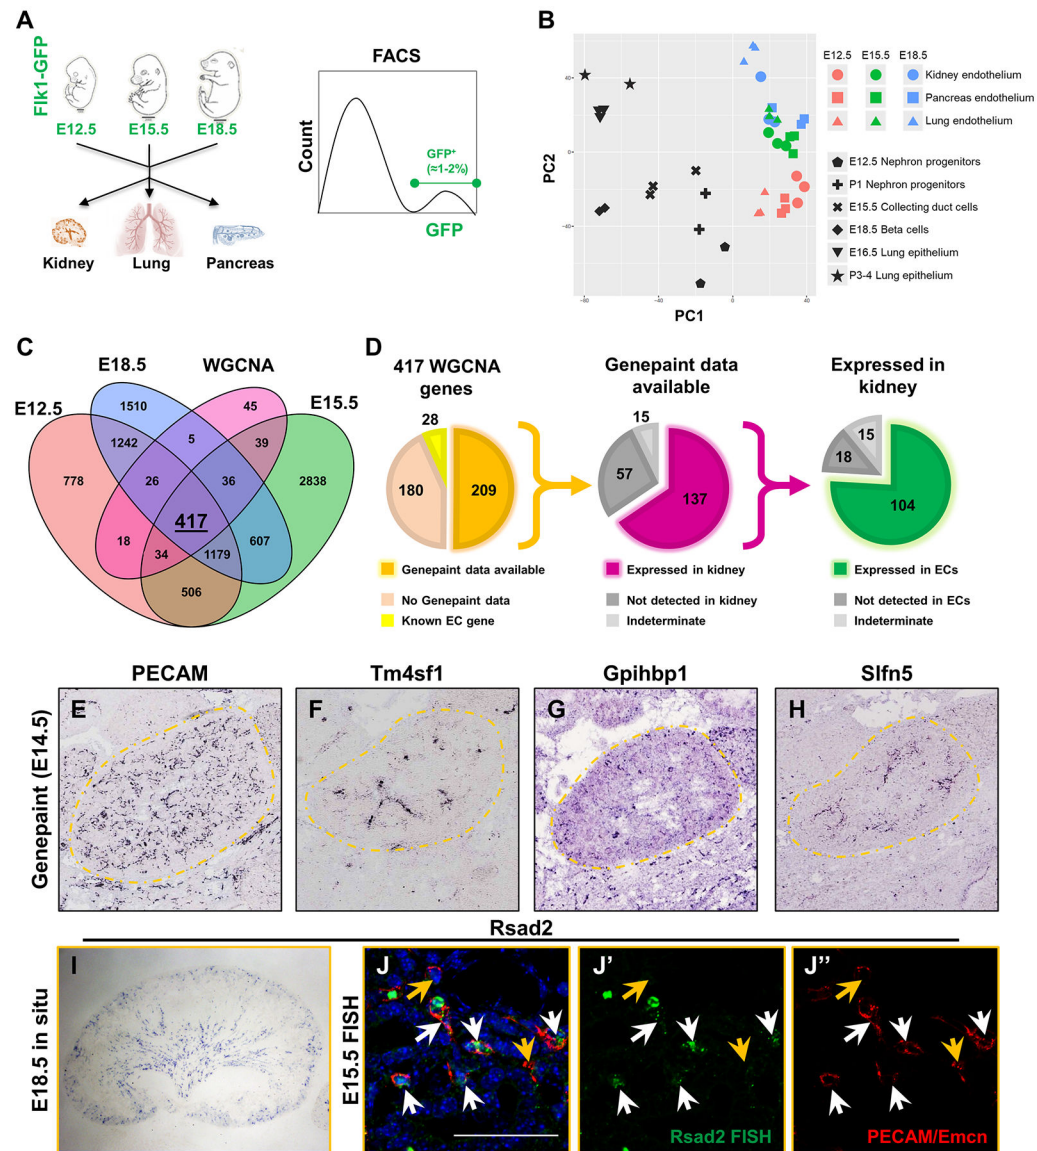 A
Flk1-GFP
E12.5
E15.5
E18.5
Kidney
Lung
Pancreas
FACS
Count
GFP⁺
(≈1-2%)
GFP
B
PC2
40
0
-40
-80
-40
0
40
PC1
E12.5
E15.5
E18.5
Kidney endothelium
Pancreas endothelium
Lung endothelium
E12.5 Nephron progenitors
P1 Nephron progenitors
E15.5 Collecting duct cells
E18.5 Beta cells
E16.5 Lung epithelium
P3-4 Lung epithelium
C
E12.5
E18.5
WGCNA
E15.5
1510
45
1242
5
39
778
26
36
2838
417
18
34
1179
607
506
D
417 WGCNA
genes
28
180
209
Genepaint data available
No Genepaint data
Known EC gene
Genepaint data
available
15
57
137
Expressed in kidney
Not detected in kidney
Indeterminate
Expressed in
kidney
15
18
104
Expressed in ECs
Not detected in ECs
Indeterminate
Genepaint (E14.5)
PECAM
Tm4sf1
Gpihbp1
Slfn5
E
F
G
H
Rsad2
E18.5 in situ
I
E15.5 FISH
J
J'
J''
Rsad2 FISH
PECAM/Emcn